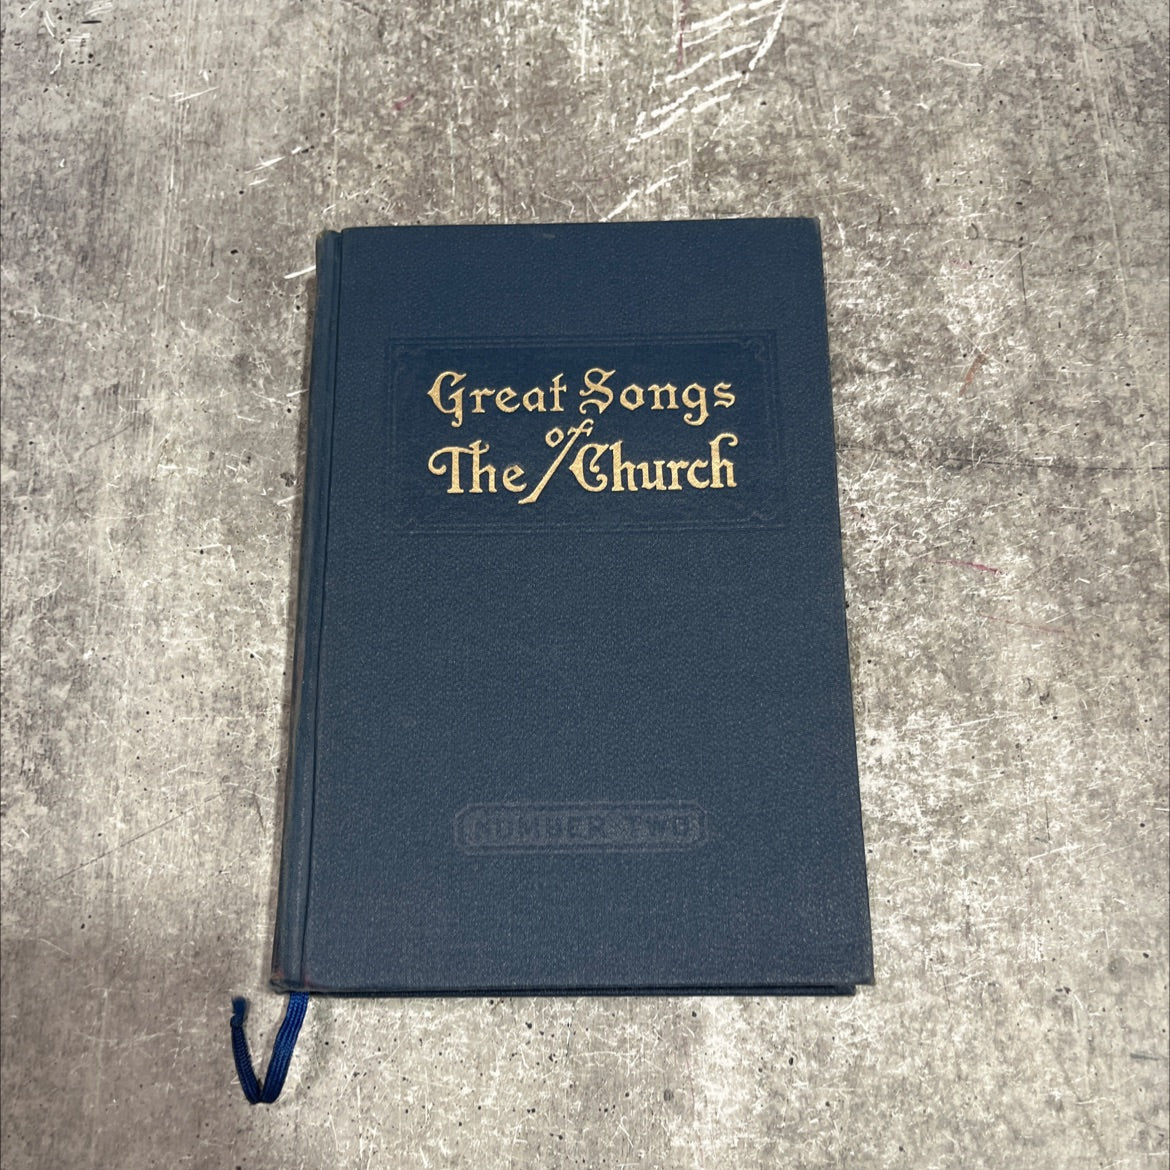 Great Songs
of
The Church
NUMBER TWO